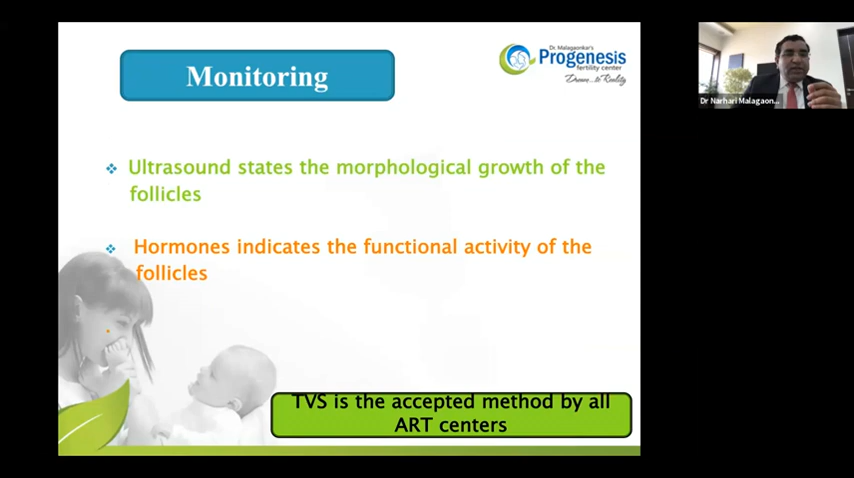 Monitoring
Dr. Malagaonkar's
Progenesis
fertility center
Dream...to Reality
Dr Narhari Malagaon...
Ultrasound states the morphological growth of the
follicles
Hormones indicates the functional activity of the
follicles
TVS is the accepted method by all
ART centers